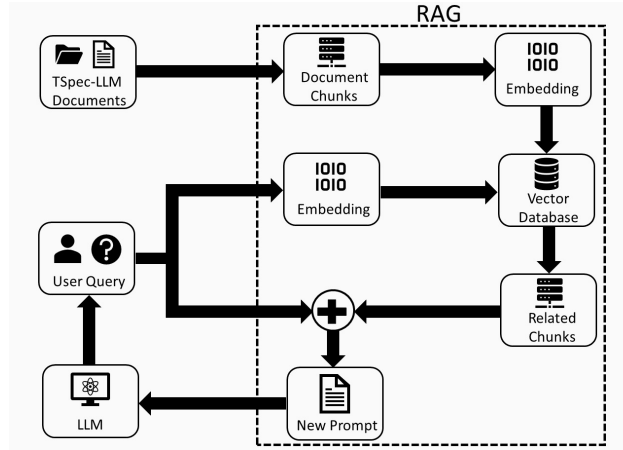 RAG
TSpec-LLM
Documents
Document
Chunks
1010
1010
Embedding
1010
1010
Embedding
Vector
Database
User Query
Related
Chunks
LLM
New Prompt